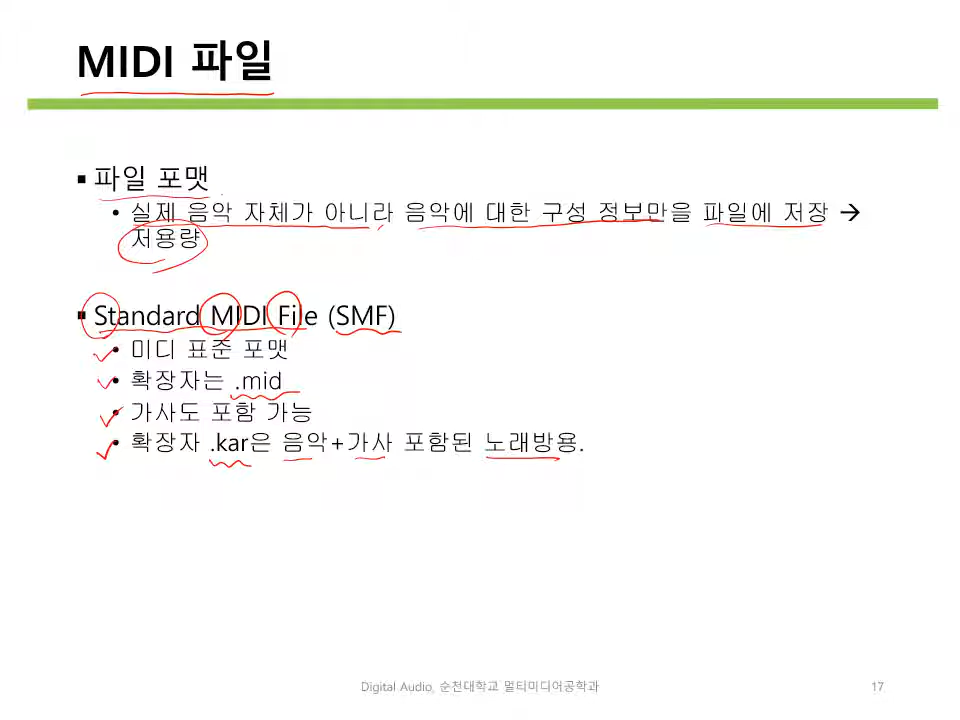 MIDI 파일
▪ 파일 포맷
• 실제 음악 자체가 아니라 음악에 대한 구성 정보만을 파일에 저장 →
저용량
▪ Standard MIDI File (SMF)
• 미디 표준 포맷
• 확장자는 .mid
• 가사도 포함 가능
• 확장자 .kar은 음악+가사 포함된 노래방용.
Digital Audio, 순천대학교 멀티미디어공학과
17